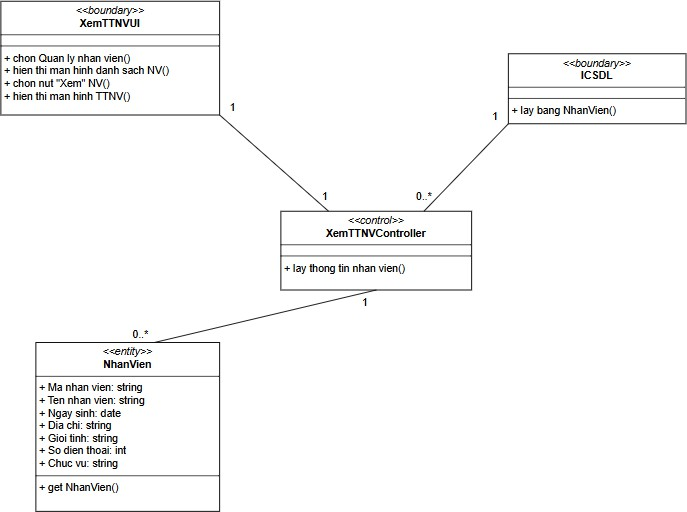 <<boundary>>
XemTTNVUI
+ chon Quan ly nhan vien()
+ hien thi man hinh danh sach NV()
+ chon nut "Xem" NV()
+ hien thi man hinh TTNV()
1
<<boundary>>
ICSDL
+ lay bang NhanVien()
1
1
0..*
<<control>>
XemTTNVController
+ lay thong tin nhan vien()
1
0..*
<<entity>>
NhanVien
+ Ma nhan vien: string
+ Ten nhan vien: string
+ Ngay sinh: date
+ Dia chi: string
+ Gioi tinh: string
+ So dien thoai: int
+ Chuc vu: string
+ get NhanVien()